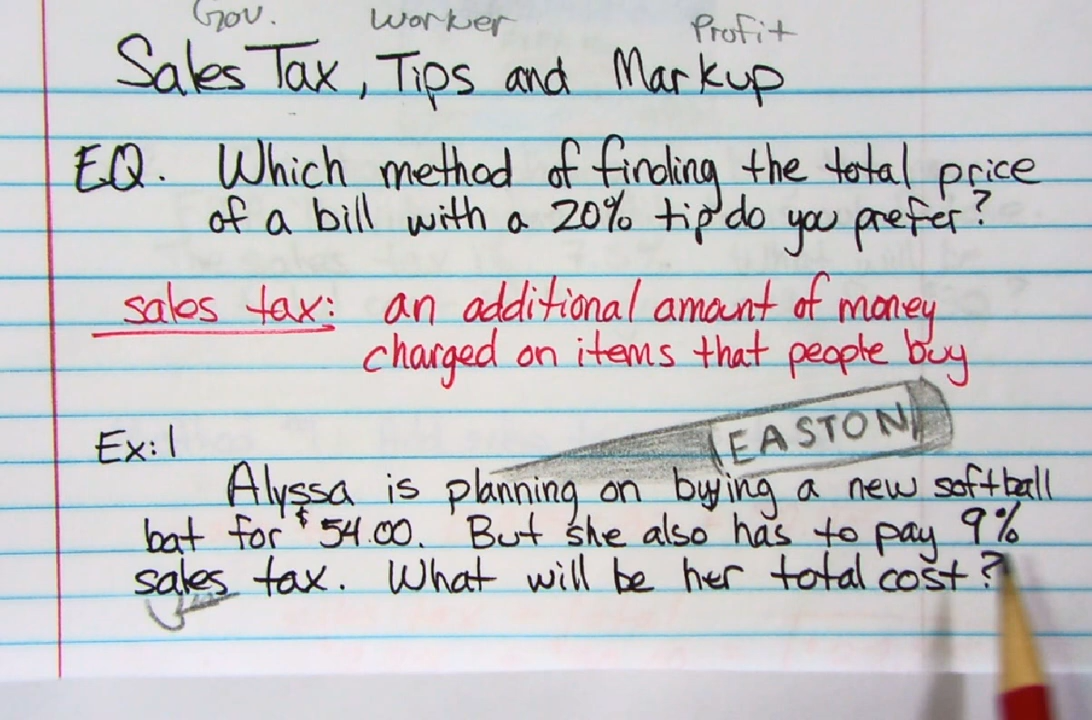 Gov. Worker Profit
Sales Tax, Tips and Markup
EQ. Which method of finding the total price
of a bill with a 20% tip do you prefer?
sales tax: an additional amount of money
charged on items that people buy
EASTON
Ex:1
Alyssa is planning on buying a new softball
bat for $54.00. But she also has to pay 9%
sales tax. What will be her total cost?